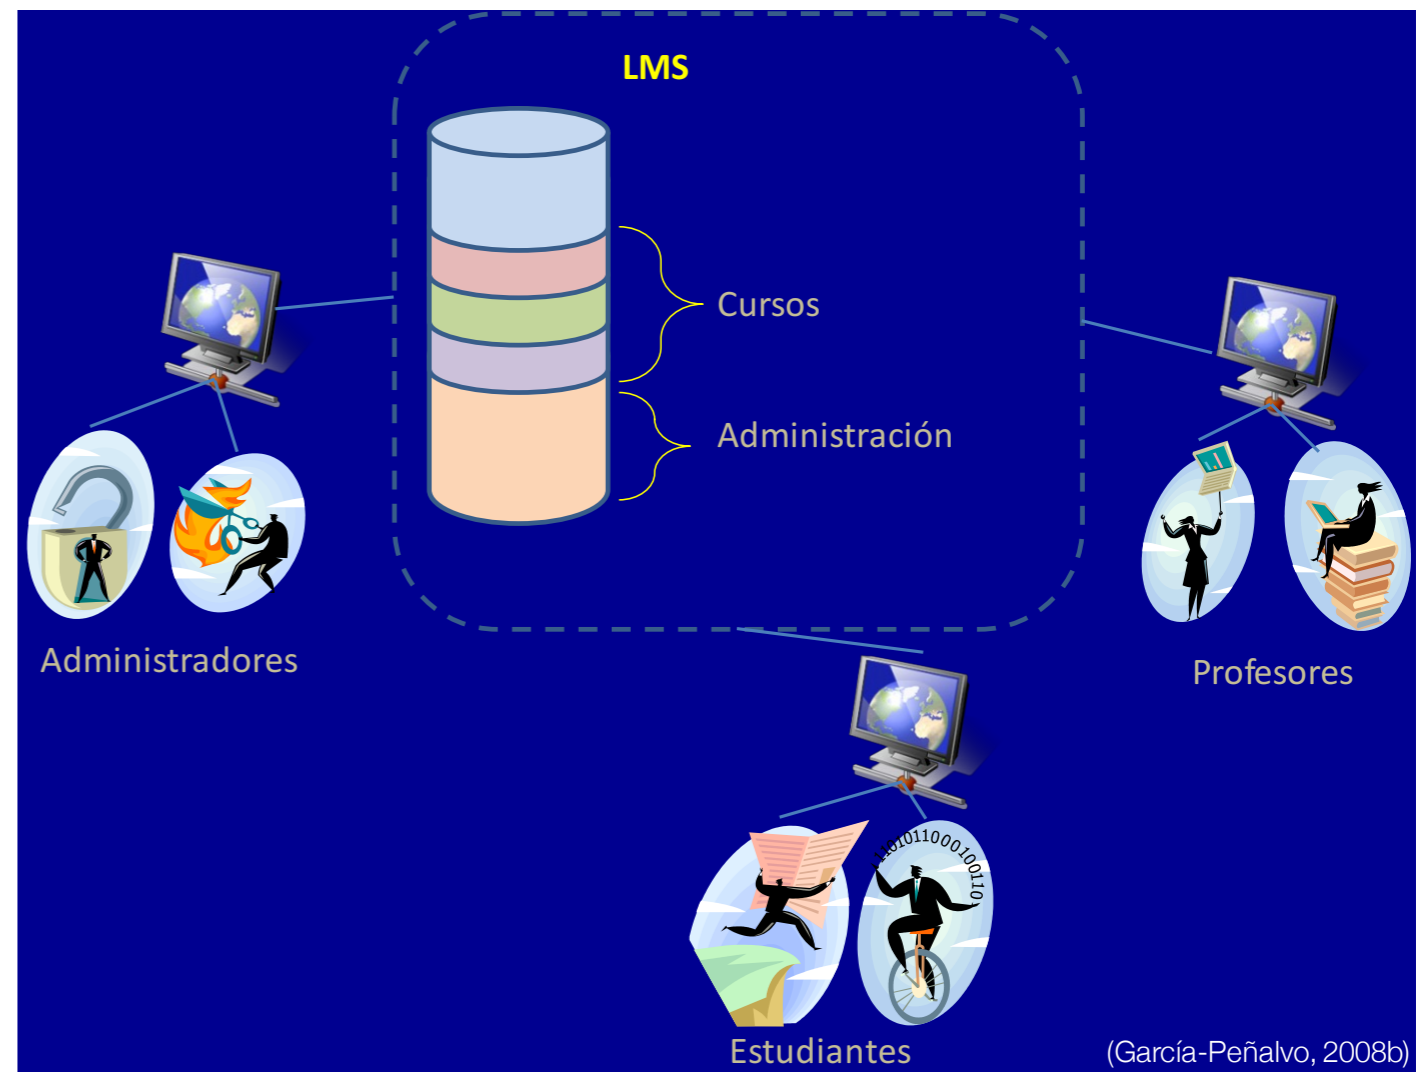 LMS
Cursos
Administración
Administradores
Profesores
Estudiantes
(García-Peñalvo, 2008b)